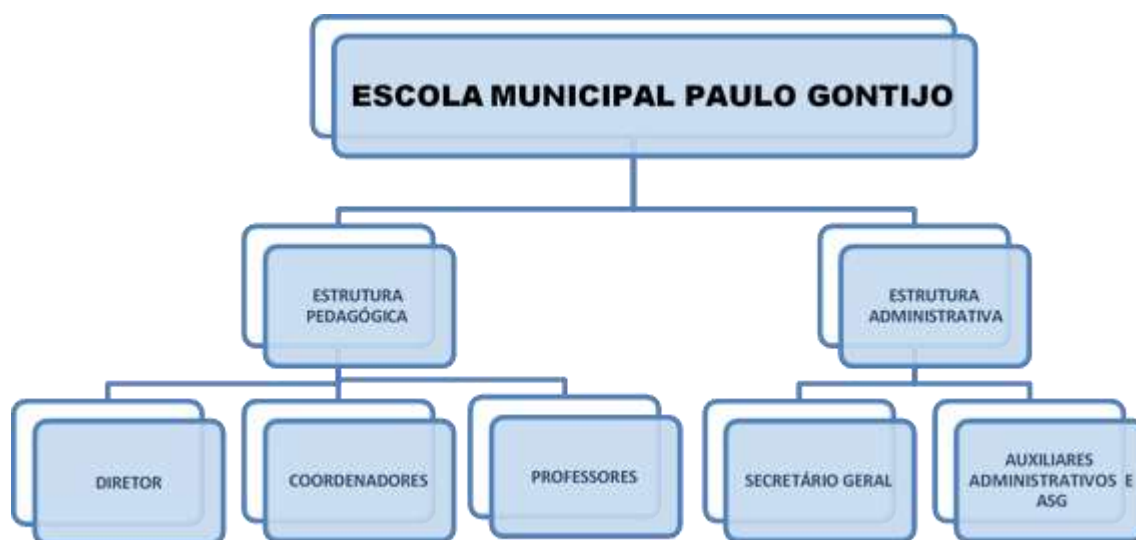 ESCOLA MUNICIPAL PAULO GONTIJO
ESTRUTURA
PEDAGÓGICA
ESTRUTURA
ADMINISTRATIVA
DIRETOR
COORDENADORES
PROFESSORES
SECRETÁRIO GERAL
AUXILIARES
ADMINISTRATIVOS E
ASG